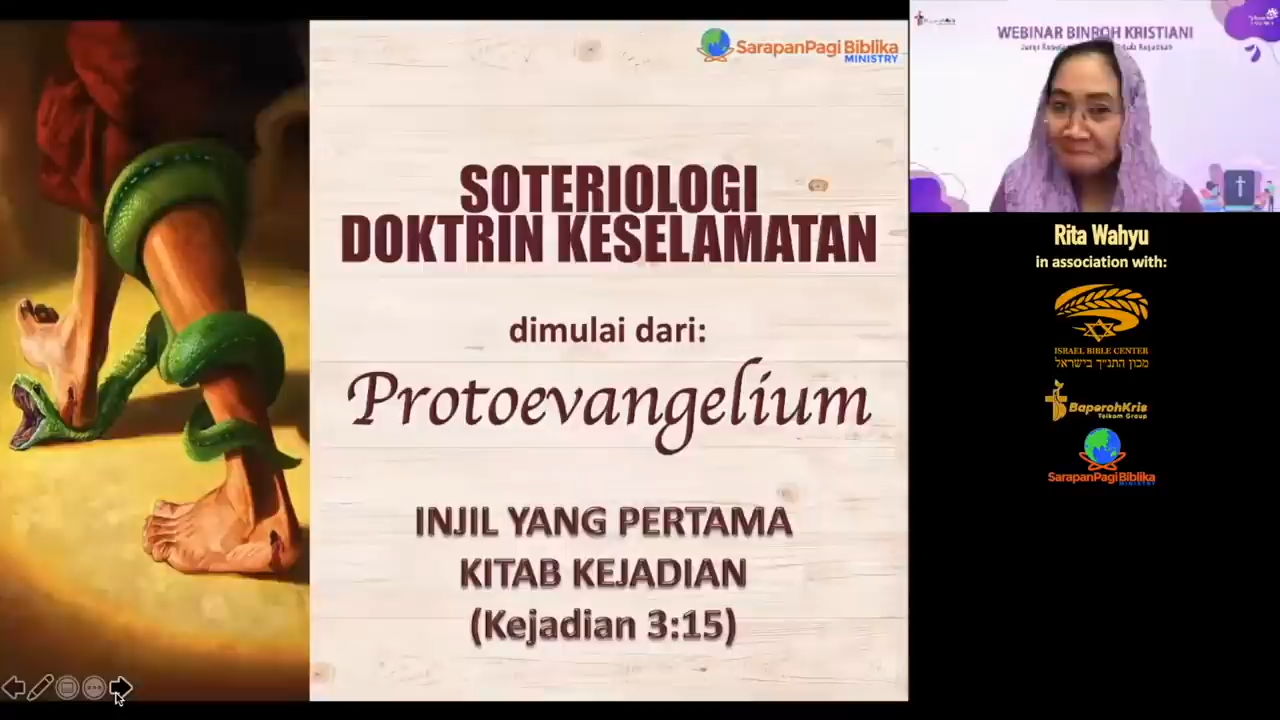 SarapanPagi Biblika
MINISTRY
SOTERIOLOGI
DOKTRIN KESELAMATAN
dimulai dari:
Protoevangelium
INJIL YANG PERTAMA
KITAB KEJADIAN
(Kejadian 3:15)
WEBINAR BINROH KRISTIANI
Rita Wahyu
in association with:
ISRAEL BIBLE CENTER
מכון התנ"ך בישראל
BaperohKris
Telkom Group
SarapanPagi Biblika
MINISTRY